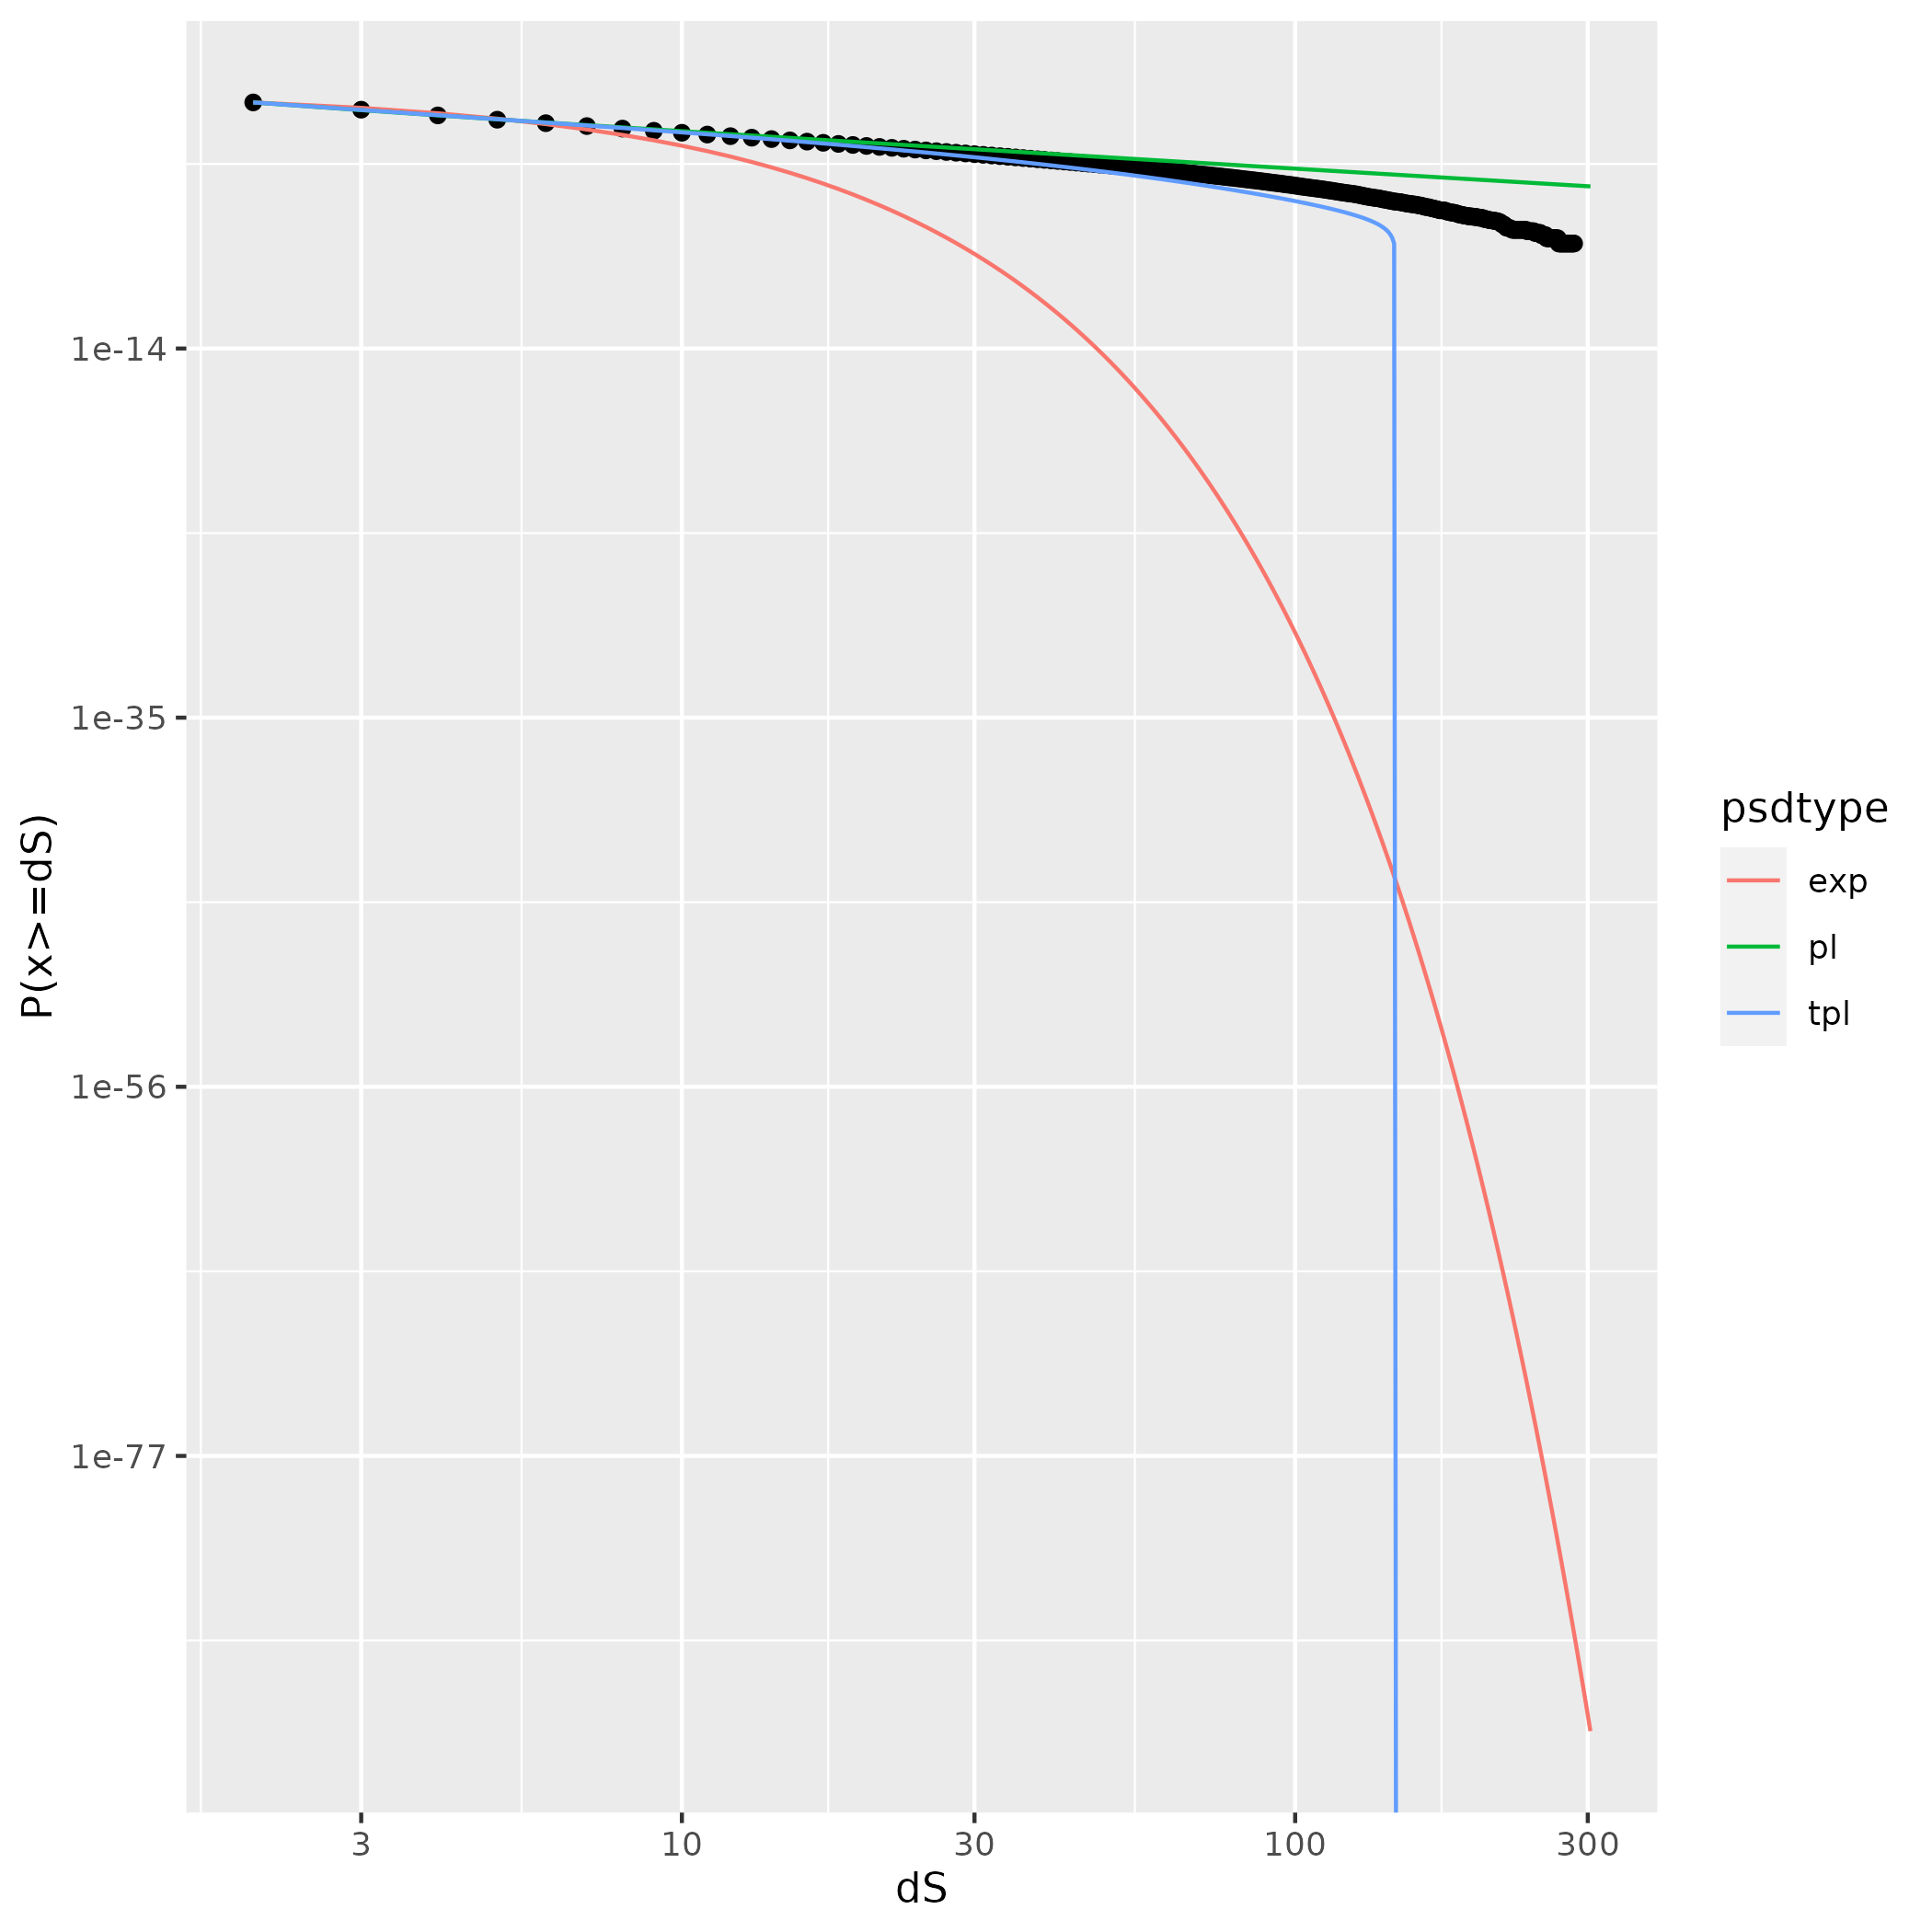 1e-14
1e-35
1e-56
1e-77
P(x>=dS)
3
10
30
100
300
dS
psdtype
exp
pl
tpl